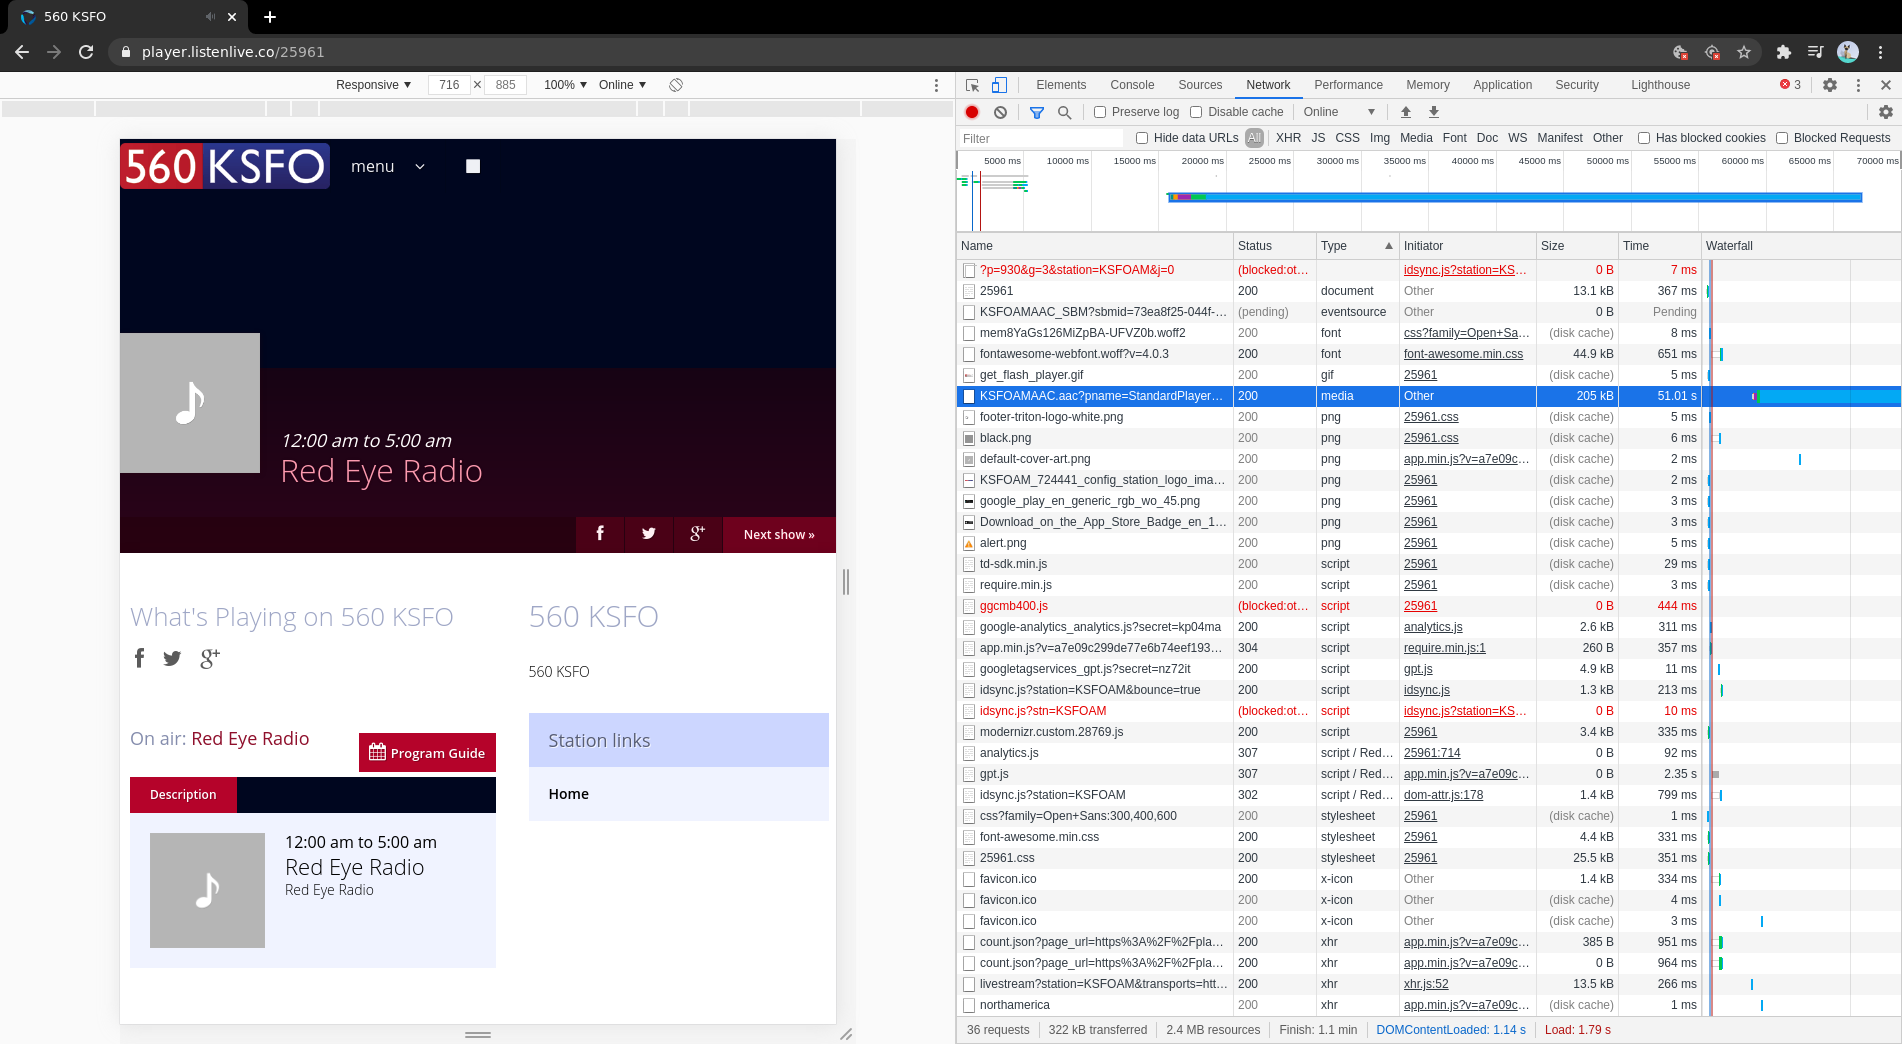 560 KSFO
player.listenlive.co/25961
Responsive ▼ 716 × 885 100% ▼ Online ▼
560 KSFO menu
12:00 am to 5:00 am
Red Eye Radio
Next show »
What's Playing on 560 KSFO
560 KSFO
560 KSFO
On air: Red Eye Radio
Program Guide
Description
12:00 am to 5:00 am
Red Eye Radio
Red Eye Radio
Station links
Home
Elements Console Sources Network Performance Memory Application Security Lighthouse 3
Preserve log Disable cache Online ▼
Filter Hide data URLs All XHR JS CSS Img Media Font Doc WS Manifest Other Has blocked cookies Blocked Requests
5000 ms 10000 ms 15000 ms 20000 ms 25000 ms 30000 ms 35000 ms 40000 ms 45000 ms 50000 ms 55000 ms 60000 ms 65000 ms 70000 ms
Name Status Type ▲ Initiator Size Time Waterfall
?p=930&g=3&station=KSFOAM&j=0 (blocked:ot... idsync.js?station=KS... 0 B 7 ms
25961 200 document Other 13.1 kB 367 ms
KSFOAMAAC_SBM?sbmid=73ea8f25-044f-... (pending) eventsource Other 0 B Pending
mem8YaGs126MiZpBA-UFVZ0b.woff2 200 font css?family=Open+Sa... (disk cache) 8 ms
fontawesome-webfont.woff?v=4.0.3 200 font font-awesome.min.css 44.9 kB 651 ms
get_flash_player.gif 200 gif 25961 (disk cache) 5 ms
KSFOAMAAC.aac?pname=StandardPlayer... 200 media Other 205 kB 51.01 s
footer-triton-logo-white.png 200 png 25961.css (disk cache) 5 ms
black.png 200 png 25961.css (disk cache) 6 ms
default-cover-art.png 200 png app.min.js?v=a7e09c... (disk cache) 2 ms
KSFOAM_724441_config_station_logo_ima... 200 png 25961 (disk cache) 2 ms
google_play_en_generic_rgb_wo_45.png 200 png 25961 (disk cache) 3 ms
Download_on_the_App_Store_Badge_en_1... 200 png 25961 (disk cache) 3 ms
alert.png 200 png 25961 (disk cache) 5 ms
td-sdk.min.js 200 script 25961 (disk cache) 29 ms
require.min.js 200 script 25961 (disk cache) 3 ms
ggcmb400.js (blocked:ot... script 25961 0 B 444 ms
google-analytics_analytics.js?secret=kp04ma 200 script analytics.js 2.6 kB 311 ms
app.min.js?v=a7e09c299de77e6b74eef193... 304 script require.min.js:1 260 B 357 ms
googletagservices_gpt.js?secret=nz72it 200 script gpt.js 4.9 kB 11 ms
idsync.js?station=KSFOAM&bounce=true 200 script idsync.js 1.3 kB 213 ms
idsync.js?stn=KSFOAM (blocked:ot... script idsync.js?station=KS... 0 B 10 ms
modernizr.custom.28769.js 200 script 25961 3.4 kB 335 ms
analytics.js 307 script / Red... 25961:714 0 B 92 ms
gpt.js 307 script / Red... app.min.js?v=a7e09c... 0 B 2.35 s
idsync.js?station=KSFOAM 302 script / Red... dom-attr.js:178 1.4 kB 799 ms
css?family=Open+Sans:300,400,600 200 stylesheet 25961 (disk cache) 1 ms
font-awesome.min.css 200 stylesheet 25961 4.4 kB 331 ms
25961.css 200 stylesheet 25961 25.5 kB 351 ms
favicon.ico 200 x-icon Other 1.4 kB 334 ms
favicon.ico 200 x-icon Other (disk cache) 4 ms
favicon.ico 200 x-icon Other (disk cache) 3 ms
count.json?page_url=https%3A%2F%2Fpla... 200 xhr app.min.js?v=a7e09c... 385 B 951 ms
count.json?page_url=https%3A%2F%2Fpla... 200 xhr app.min.js?v=a7e09c... 0 B 964 ms
livestream?station=KSFOAM&transports=htt... 200 xhr xhr.js:52 13.5 kB 266 ms
northamerica 200 xhr app.min.js?v=a7e09c... (disk cache) 1 ms
36 requests 322 kB transferred 2.4 MB resources Finish: 1.1 min DOMContentLoaded: 1.14 s Load: 1.79 s